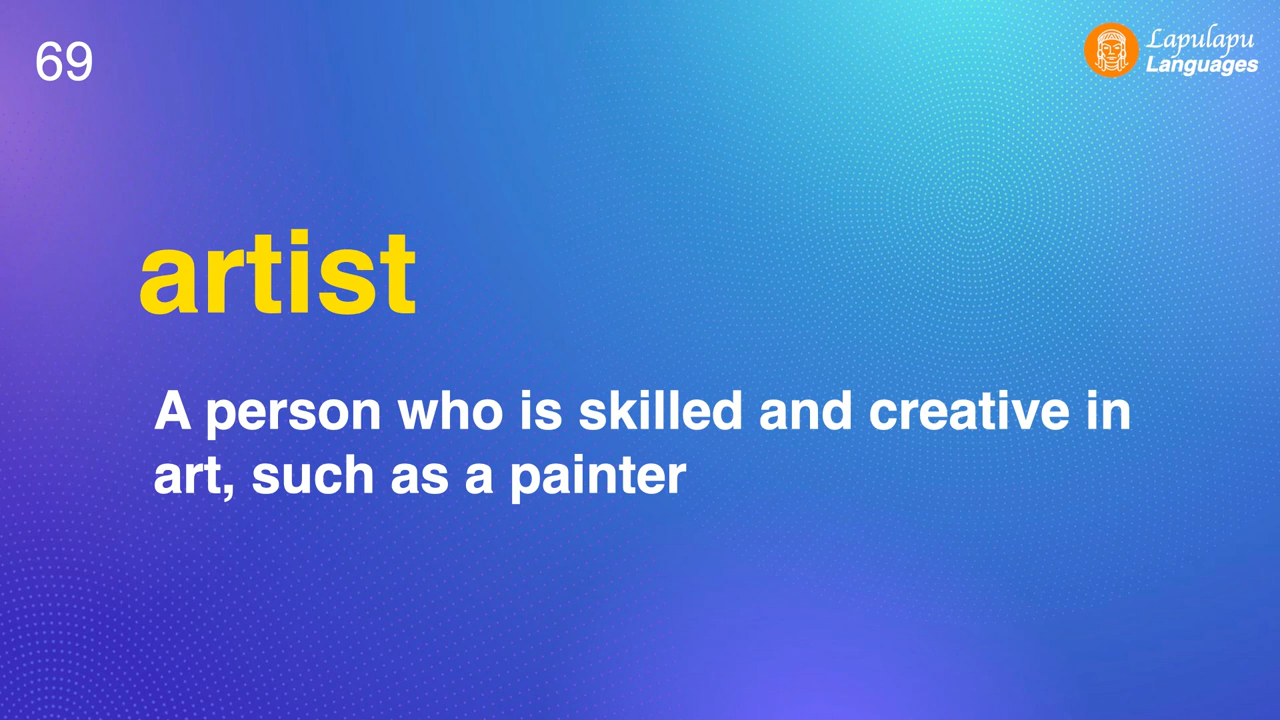 69
Lapulapu
Languages
artist
A person who is skilled and creative in
art, such as a painter